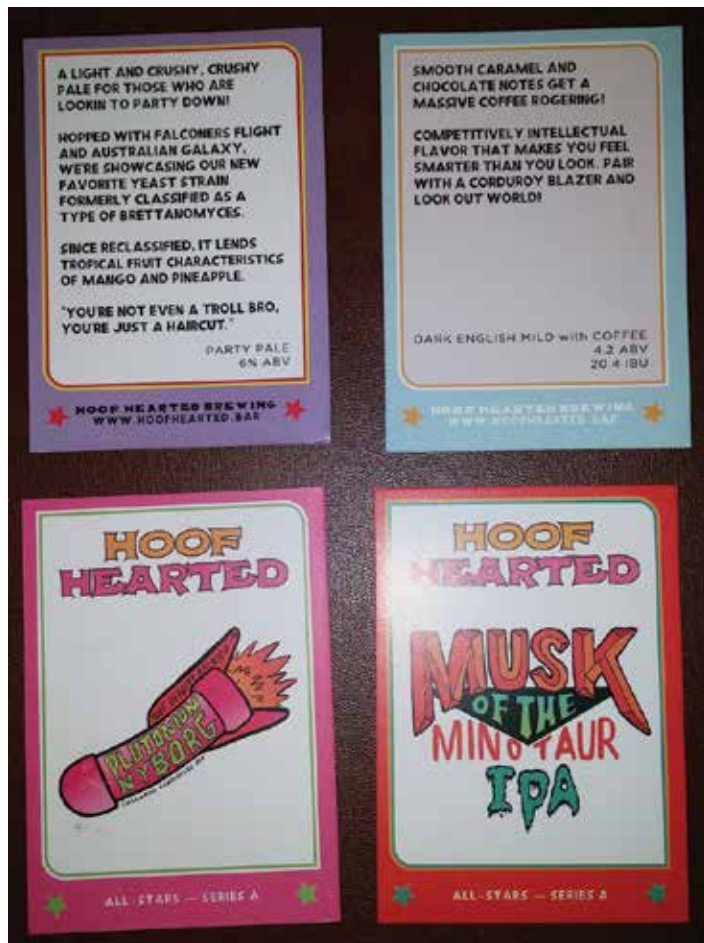 A LIGHT AND CRUSHY, CRUSHY
PALE FOR THOSE WHO ARE
LOOKIN TO PARTY DOWN!
HOPPED WITH FALCONERS FLIGHT
AND AUSTRALIAN GALAXY,
WE'RE SHOWCASING OUR NEW
FAVORITE YEAST STRAIN
FORMERLY CLASSIFIED AS A
TYPE OF BRETTANOMYCES.
SINCE RECLASSIFIED, IT LENDS
TROPICAL FRUIT CHARACTERISTICS
OF MANGO AND PINEAPPLE.
"YOU'RE NOT EVEN A TROLL BRO,
YOU'RE JUST A HAIRCUT."
PARTY PALE
6% ABV
HOOF HEARTED BREWING
WWW.HOOFHEARTED.BAR
SMOOTH CARAMEL AND
CHOCOLATE NOTES GET A
MASSIVE COFFEE ROGERING!
COMPETITIVELY INTELLECTUAL
FLAVOR THAT MAKES YOU FEEL
SMARTER THAN YOU LOOK. PAIR
WITH A CORDUROY BLAZER AND
LOOK OUT WORLD!
DARK ENGLISH MILD with COFFEE
4.2 ABV
20.4 IBU
HOOF HEARTED BREWING
WWW.HOOFHEARTED.BAR
HOOF
HEARTED
PLUTONIUM
NYBORG
ALL-STARS — SERIES A
HOOF
HEARTED
MUSK
OF THE
MINOTAUR
IPA
ALL-STARS — SERIES A